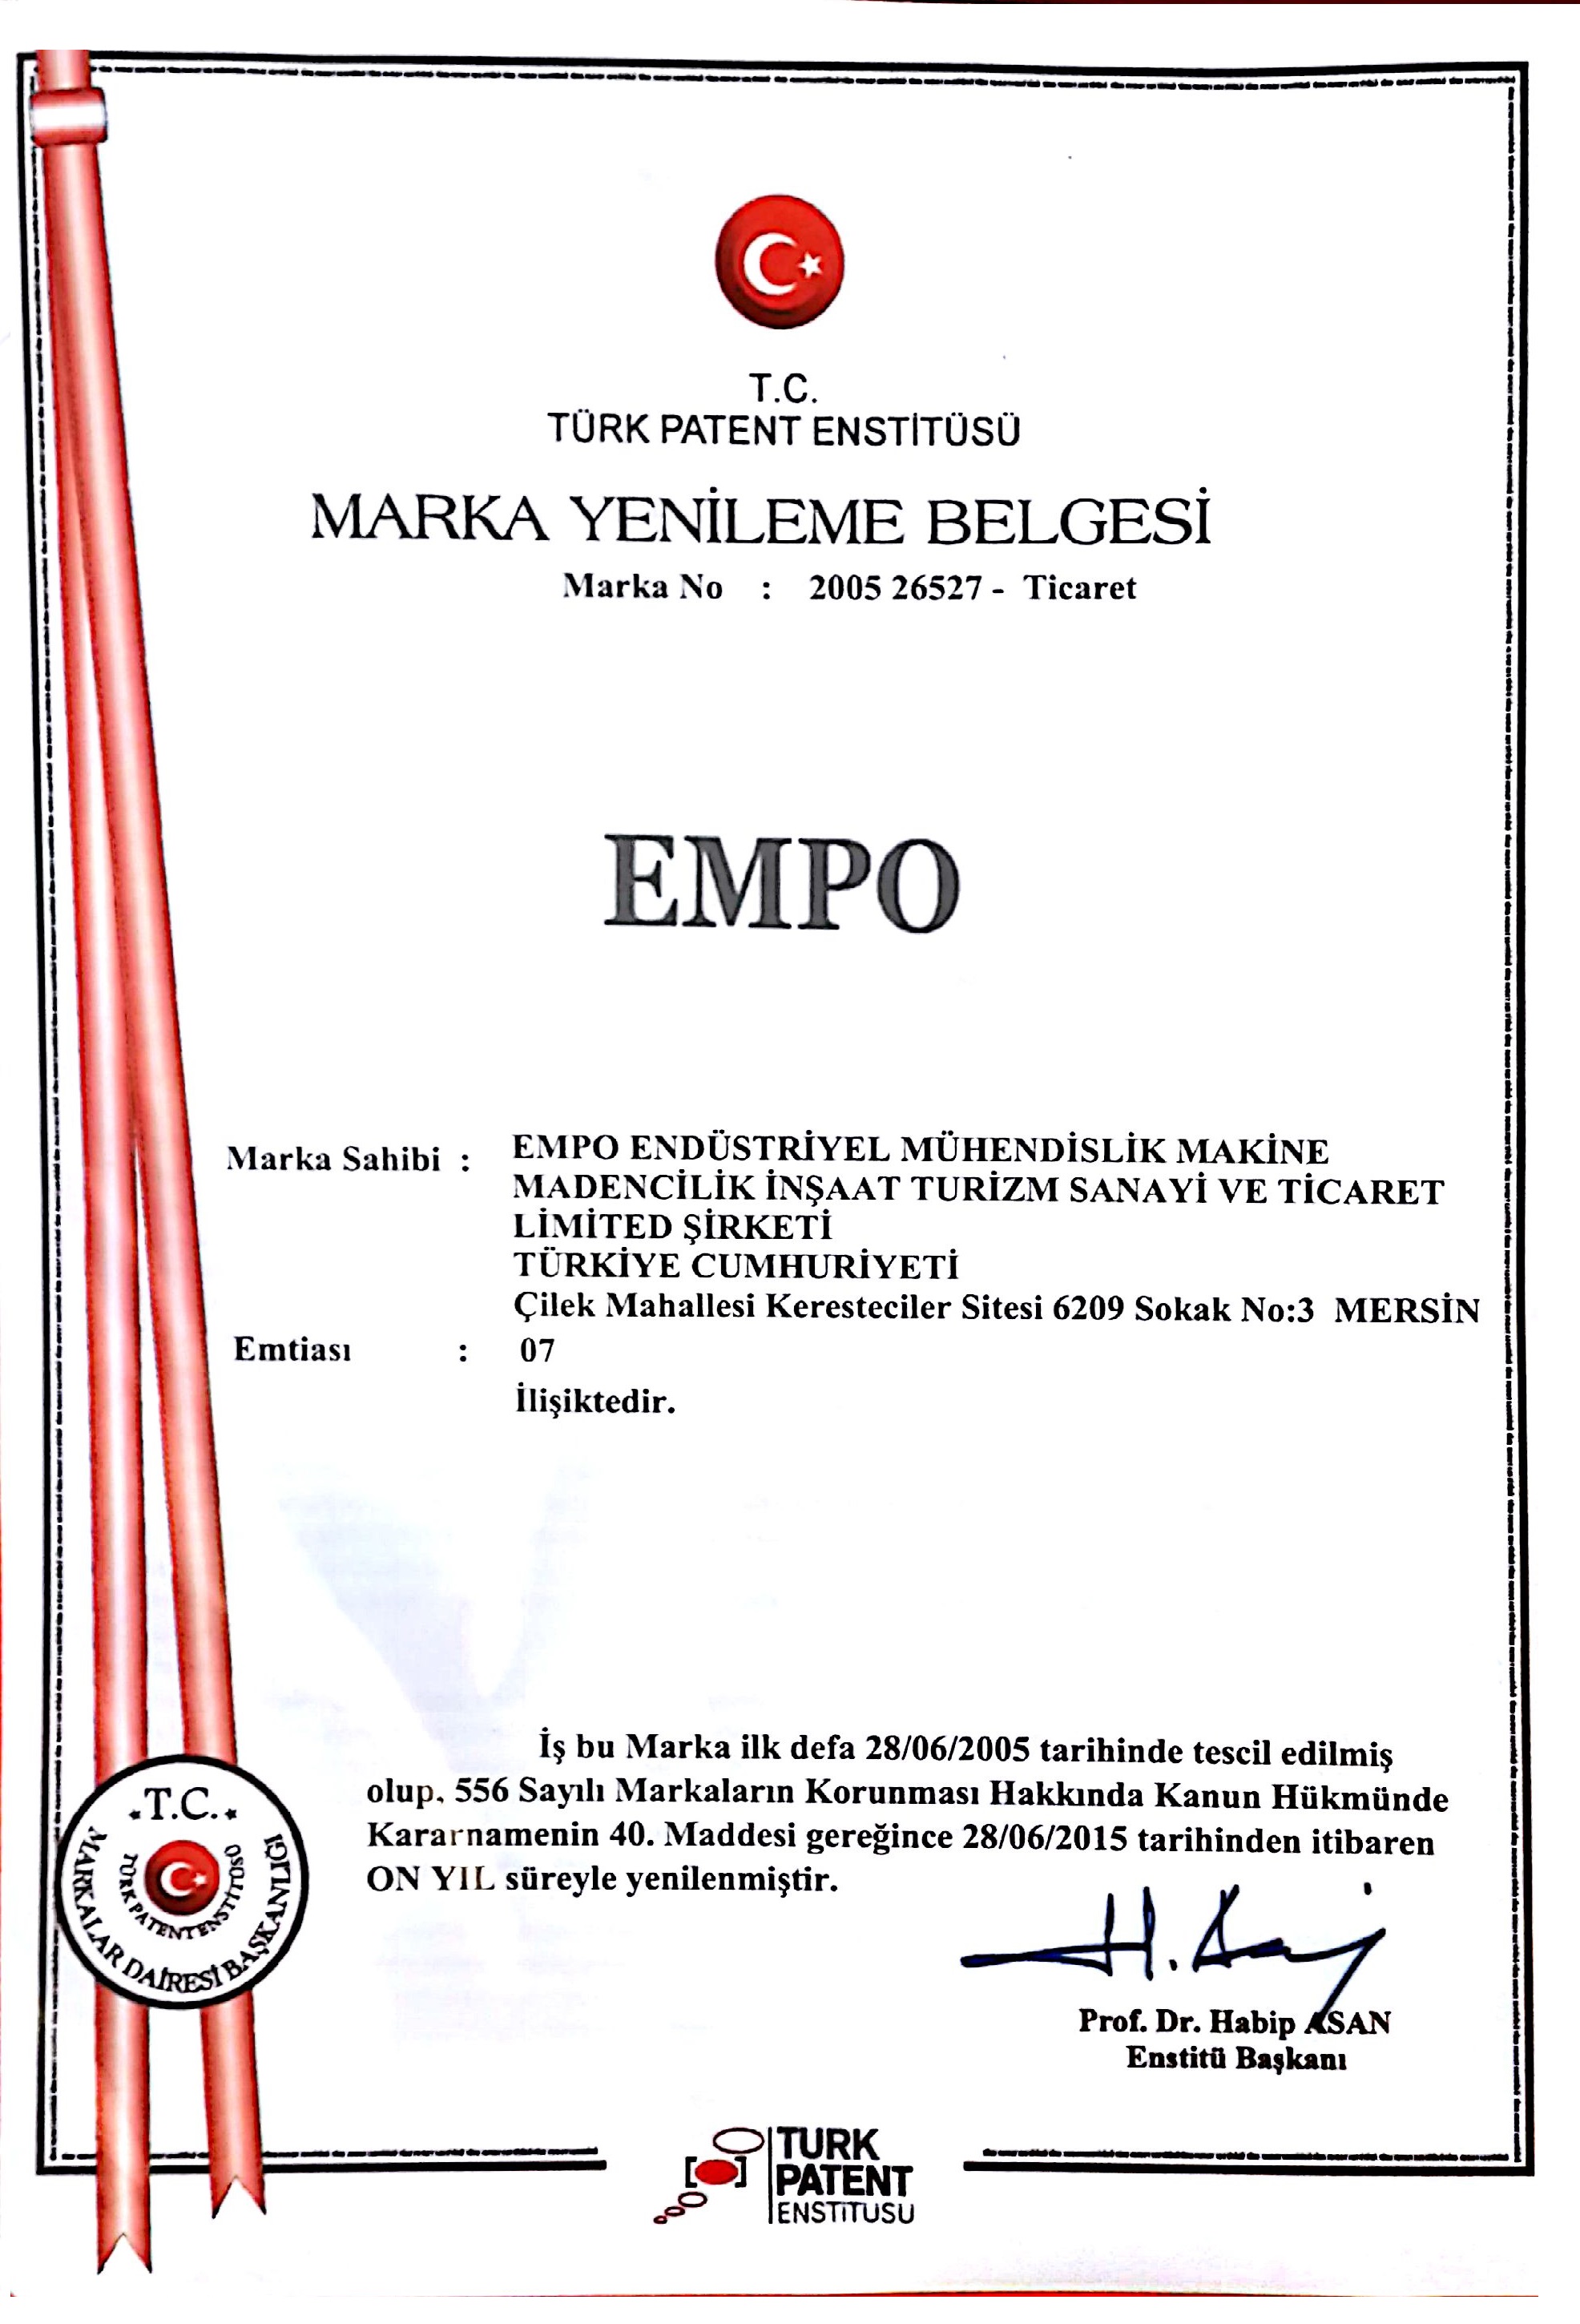 T.C.
TÜRK PATENT ENSTİTÜSÜ
MARKA YENİLEME BELGESİ
Marka No : 2005 26527 - Ticaret
EMPO
Marka Sahibi : EMPO ENDÜSTRİYEL MÜHENDİSLİK MAKİNE
MADENCİLİK İNŞAAT TURİZM SANAYİ VE TİCARET
LİMİTED ŞİRKETİ
TÜRKİYE CUMHURİYETİ
Çilek Mahallesi Keresteciler Sitesi 6209 Sokak No:3 MERSİN
Emtiası : 07
İlişiktedir.
İş bu Marka ilk defa 28/06/2005 tarihinde tescil edilmiş
olup, 556 Sayılı Markaların Korunması Hakkında Kanun Hükmünde
Kararnamenin 40. Maddesi gereğince 28/06/2015 tarihinden itibaren
ON YIL süreyle yenilenmiştir.
T.C.
TÜRK PATENT ENSTİTÜSÜ
MARKALAR DAİRESİ BAŞKANLIĞI
H. Asan
Prof. Dr. Habip ASAN
Enstitü Başkanı
TURK
PATENT
ENSTITUSU